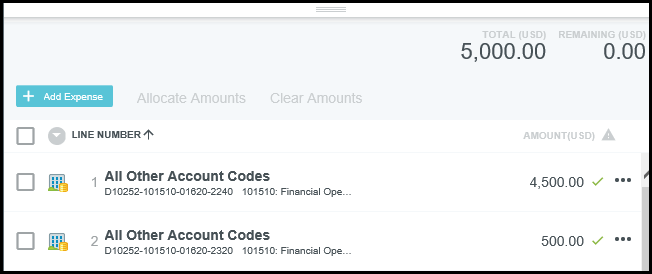 TOTAL (USD) REMAINING (USD)
5,000.00 0.00
+ Add Expense Allocate Amounts Clear Amounts
LINE NUMBER AMOUNT(USD)
1 All Other Account Codes 4,500.00
D10252-101510-01620-2240 101510: Financial Ope...
2 All Other Account Codes 500.00
D10252-101510-01620-2320 101510: Financial Ope...